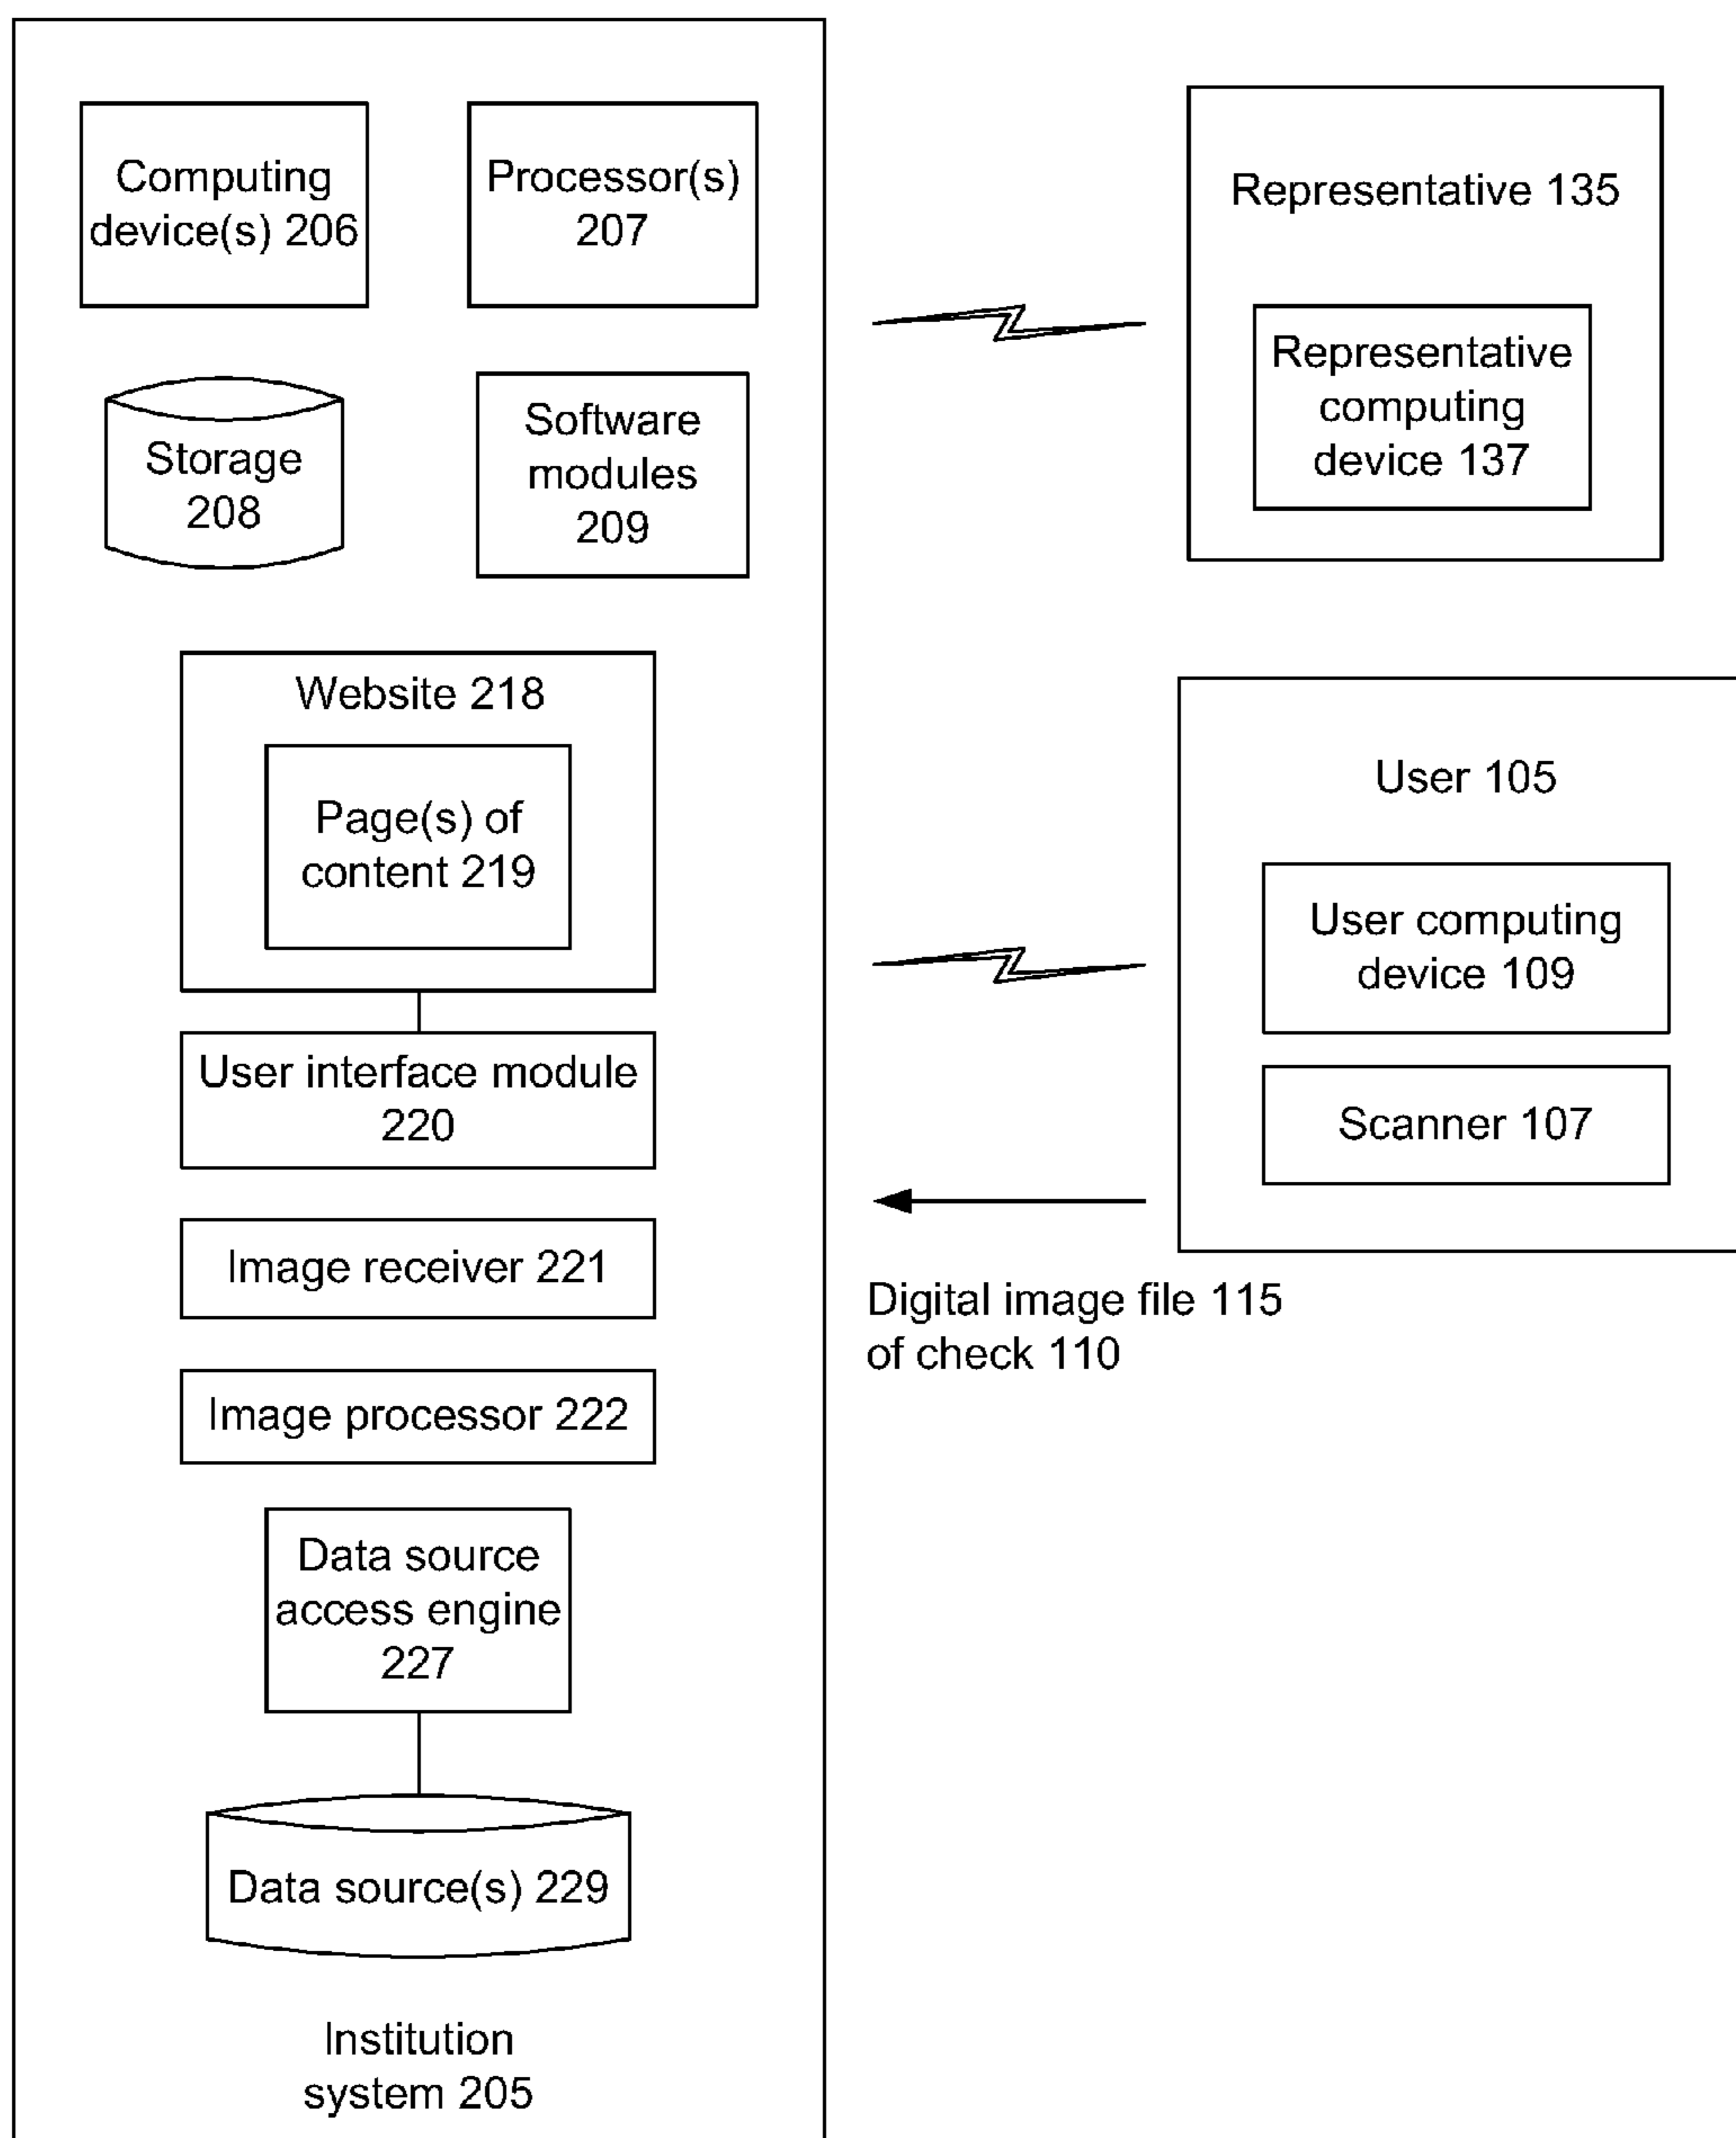 Computing
device(s) 206
Processor(s)
207
Storage
208
Software
modules
209
Website 218
Page(s) of
content 219
User interface module
220
Image receiver 221
Image processor 222
Data source
access engine
227
Data source(s) 229
Institution
system 205
Representative 135
Representative
computing
device 137
User 105
User computing
device 109
Scanner 107
Digital image file 115
of check 110